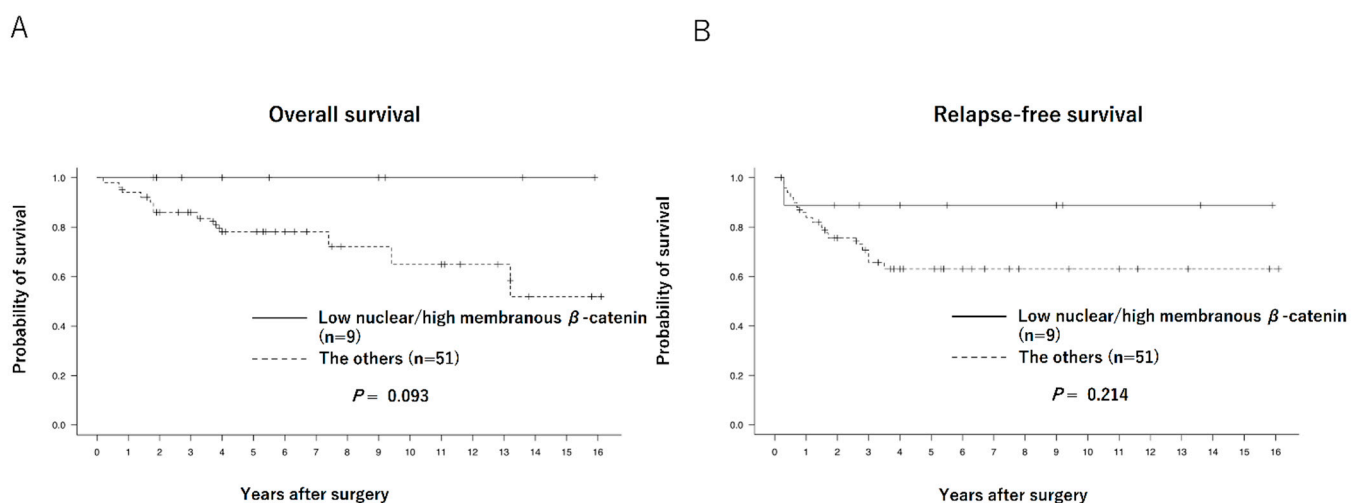 A
Overall survival
Probability of survival
1.0
0.8
0.6
0.4
0.2
0.0
Low nuclear/high membranous β-catenin
(n=9)
The others (n=51)
P = 0.093
0 1 2 3 4 5 6 7 8 9 10 11 12 13 14 15 16
Years after surgery
B
Relapse-free survival
Probability of survival
1.0
0.8
0.6
0.4
0.2
0.0
Low nuclear/high membranous β-catenin
(n=9)
The others (n=51)
P = 0.214
0 1 2 3 4 5 6 7 8 9 10 11 12 13 14 15 16
Years after surgery